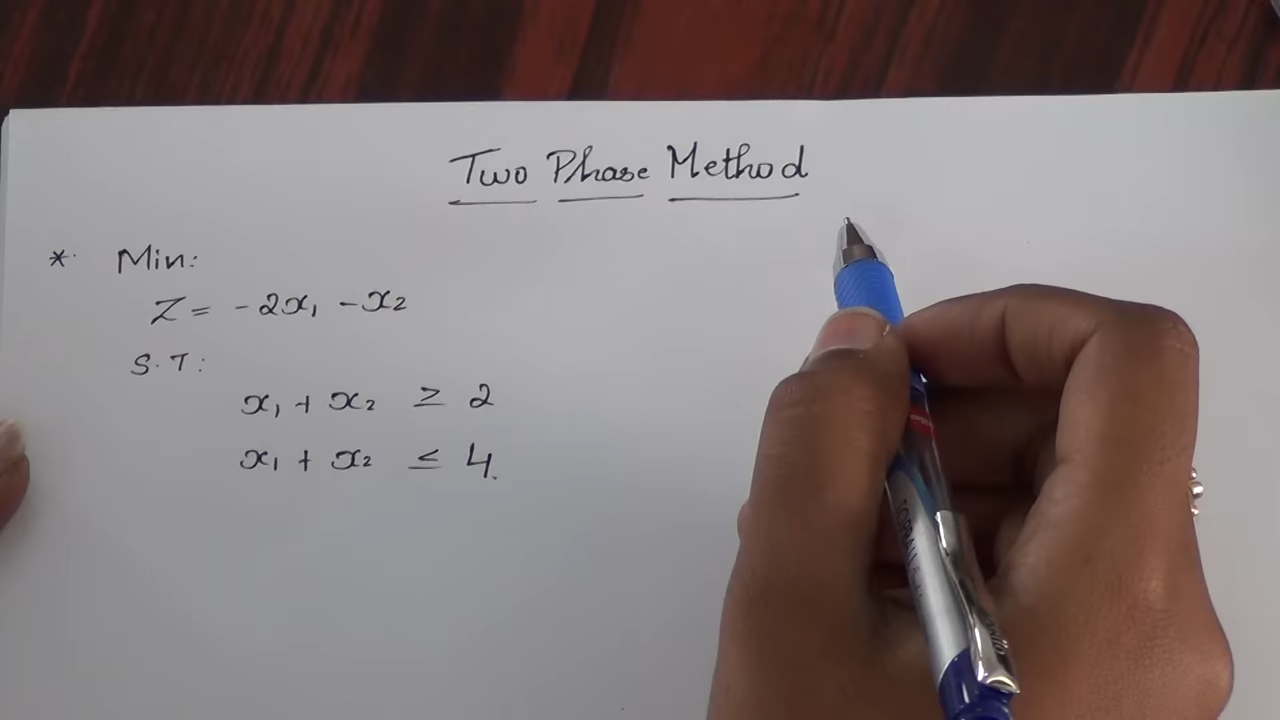 Two Phase Method
* Min:
Z = -2x₁ - x₂
S.T:
x₁ + x₂ ≥ 2
x₁ + x₂ ≤ 4.